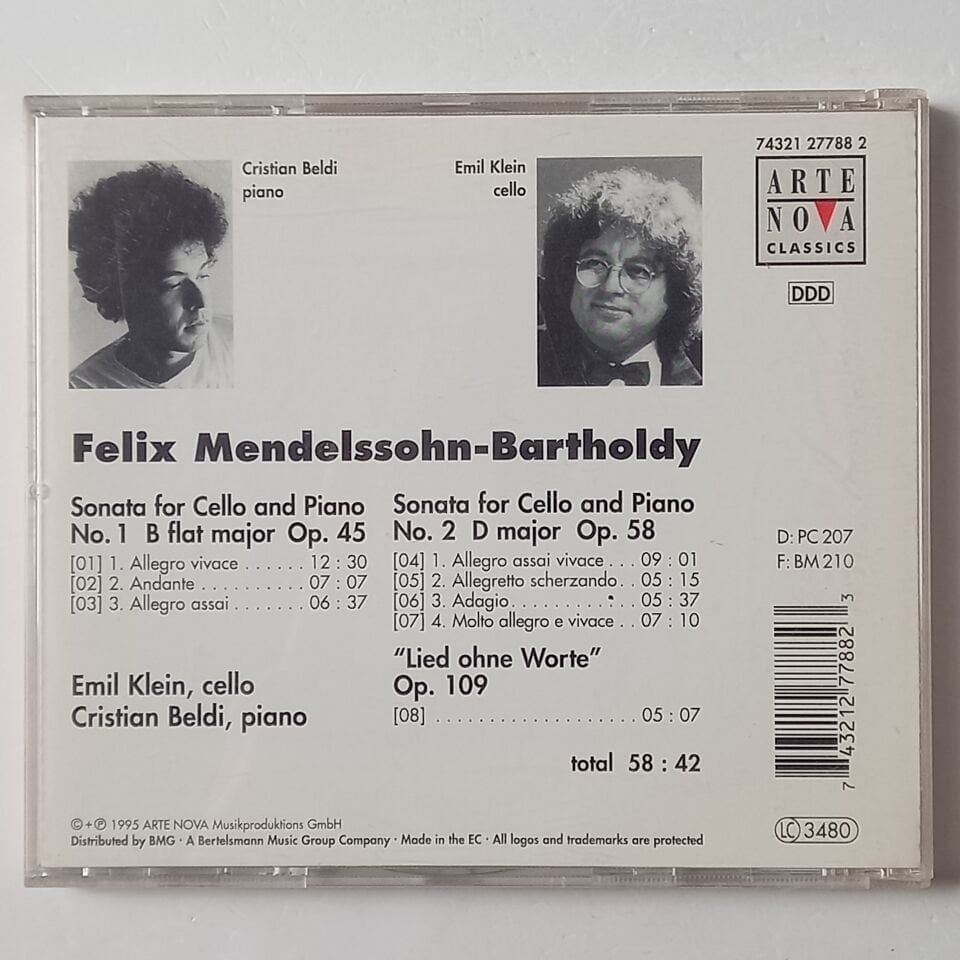 Cristian Beldi
piano
Emil Klein
cello
74321 27788 2
ARTE
NOVA
CLASSICS
DDD
Felix Mendelssohn-Bartholdy
Sonata for Cello and Piano
No. 1 B flat major Op. 45
[01] 1. Allegro vivace . . . . . . 12 : 30
[02] 2. Andante . . . . . . . . . 07 : 07
[03] 3. Allegro assai . . . . . . . 06 : 37
Emil Klein, cello
Cristian Beldi, piano
Sonata for Cello and Piano
No. 2 D major Op. 58
[04] 1. Allegro assai vivace . . . 09 : 01
[05] 2. Allegretto scherzando . . 05 : 15
[06] 3. Adagio . . . . . . . . . . . 05 : 37
[07] 4. Molto allegro e vivace . . 07 : 10
"Lied ohne Worte"
Op. 109
[08] . . . . . . . . . . . . . . . . . . . 05 : 07
total 58 : 42
D: PC 207
F: BM 210
7 43212 77882 3
LC 3480
© + ℗ 1995 ARTE NOVA Musikproduktions GmbH
Distributed by BMG · A Bertelsmann Music Group Company · Made in the EC · All logos and trademarks are protected